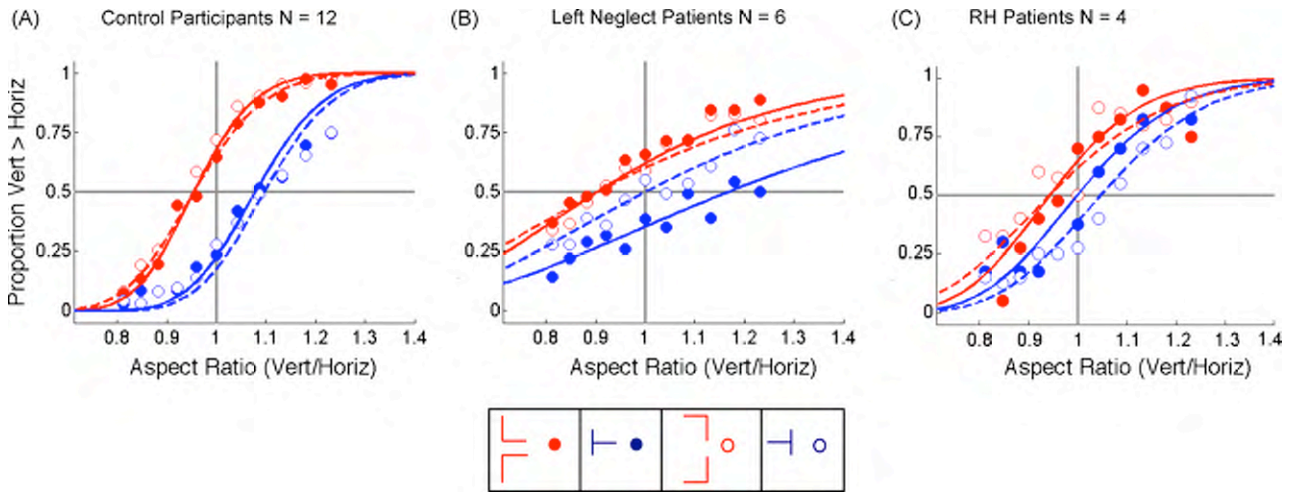 (A) Control Participants N = 12
(B) Left Neglect Patients N = 6
(C) RH Patients N = 4
Proportion Vert > Horiz
1
0.75
0.5
0.25
0
0.8 0.9 1 1.1 1.2 1.3 1.4
Aspect Ratio (Vert/Horiz)
1
0.75
0.5
0.25
0
0.8 0.9 1 1.1 1.2 1.3 1.4
Aspect Ratio (Vert/Horiz)
1
0.75
0.5
0.25
0
0.8 0.9 1 1.1 1.2 1.3 1.4
Aspect Ratio (Vert/Horiz)